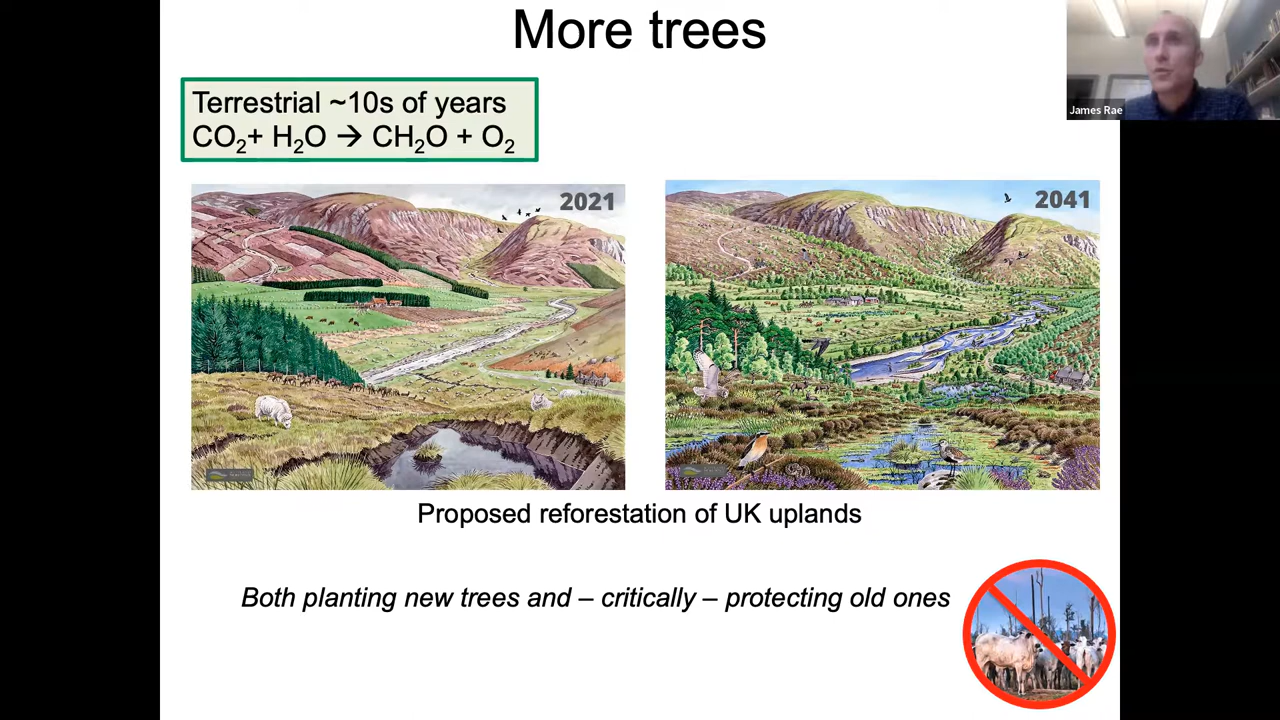 More trees
James Rae
Terrestrial ~10s of years
CO₂+ H₂O → CH₂O + O₂
2021
2041
Proposed reforestation of UK uplands
Both planting new trees and – critically – protecting old ones